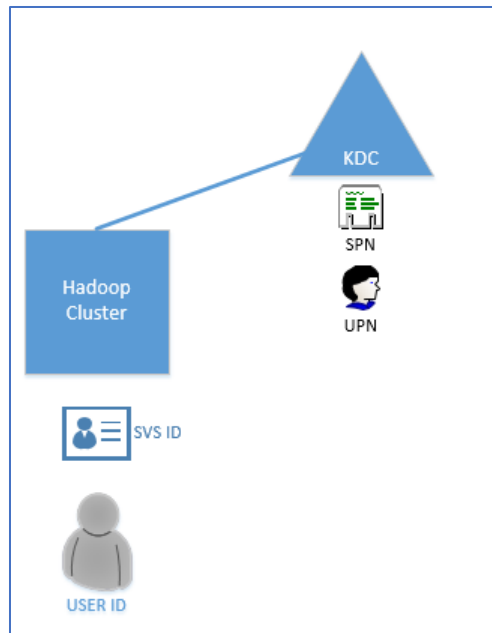 KDC
SPN
UPN
Hadoop
Cluster
SVS ID
USER ID